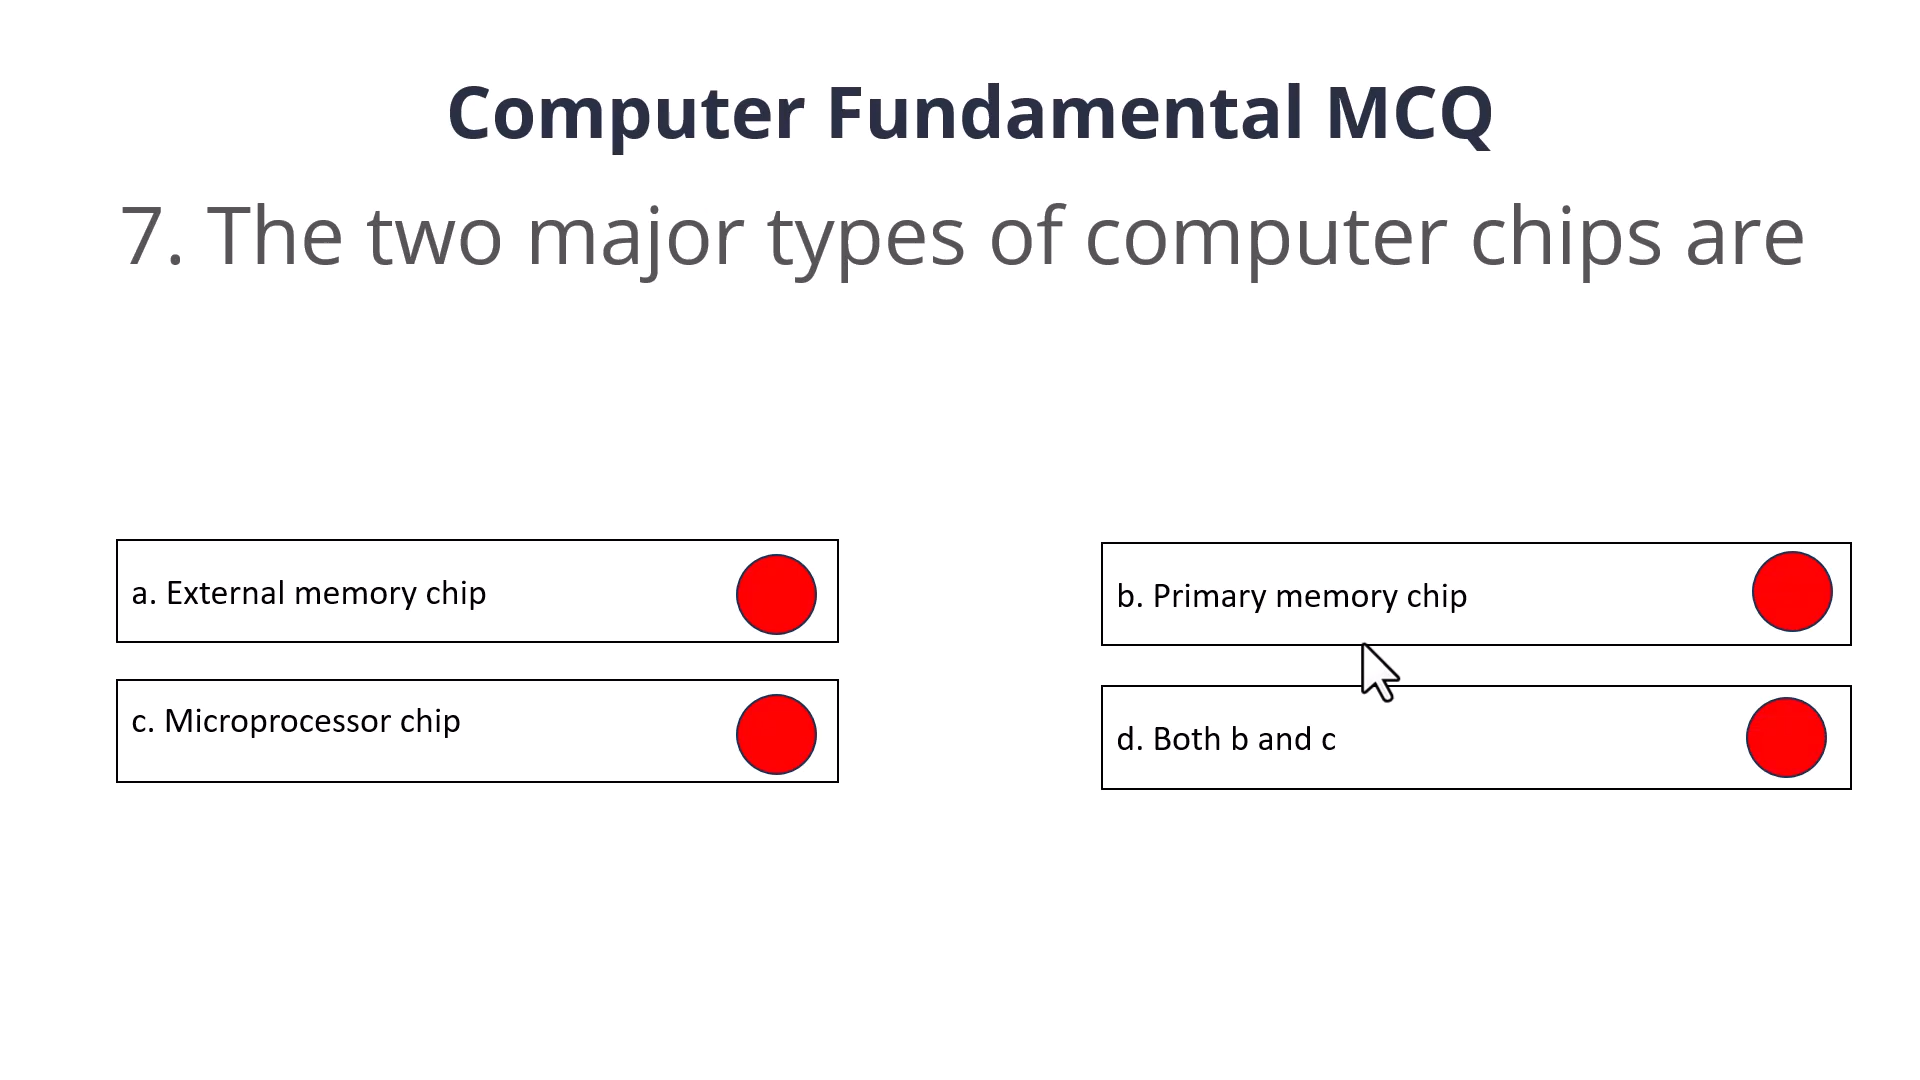 Computer Fundamental MCQ
7. The two major types of computer chips are
a. External memory chip
b. Primary memory chip
c. Microprocessor chip
d. Both b and c